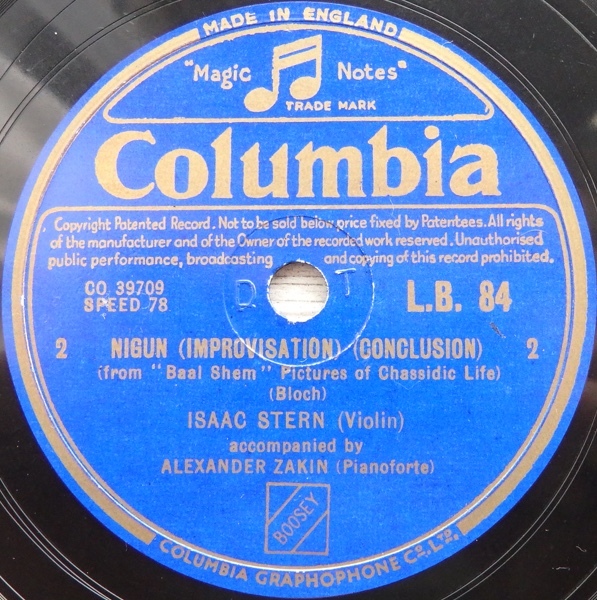 MADE IN ENGLAND
"Magic Notes"
TRADE MARK
Columbia
Copyright Patented Record. Not to be sold below price fixed by Patentees. All rights
of the manufacturer and of the Owner of the recorded work reserved. Unauthorised
public performance, broadcasting and copying of this record prohibited.
CO 39709
SPEED 78
D T
L.B. 84
2 NIGUN (IMPROVISATION) (CONCLUSION) 2
(from "Baal Shem" Pictures of Chassidic Life)
(Bloch)
ISAAC STERN (Violin)
accompanied by
ALEXANDER ZAKIN (Pianoforte)
BOOSEY
COLUMBIA GRAPHOPHONE CO. LTD.